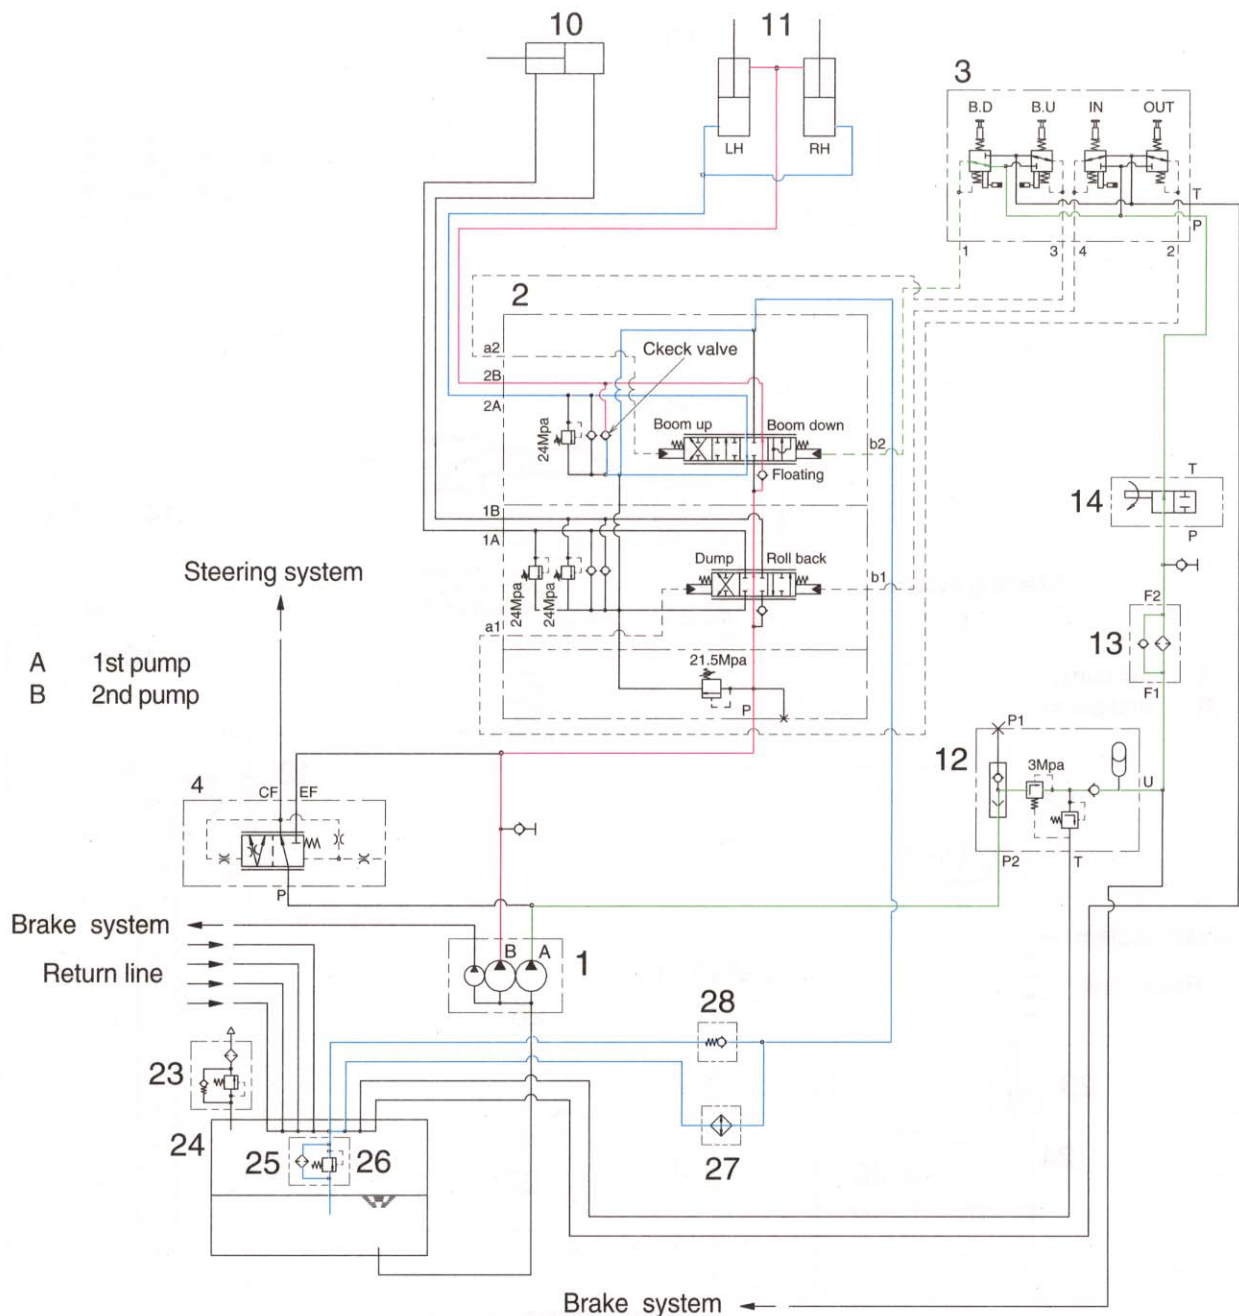 10
11
3
B.D B.U IN OUT
LH
RH
T
P
1
3 4
2
2
a2
Ckeck valve
2B
2A
24Mpa
Boom up
Boom down
b2
Floating
14
T
P
1B
1A
Dump
Roll back
24Mpa
24Mpa
b1
a1
Steering system
F2
13
F1
A 1st pump
B 2nd pump
21.5Mpa
P
P1
12
3Mpa
U
4
CF EF
P2
T
P
Brake system
B A
1
Return line
28
23
24
25
26
27
Brake system